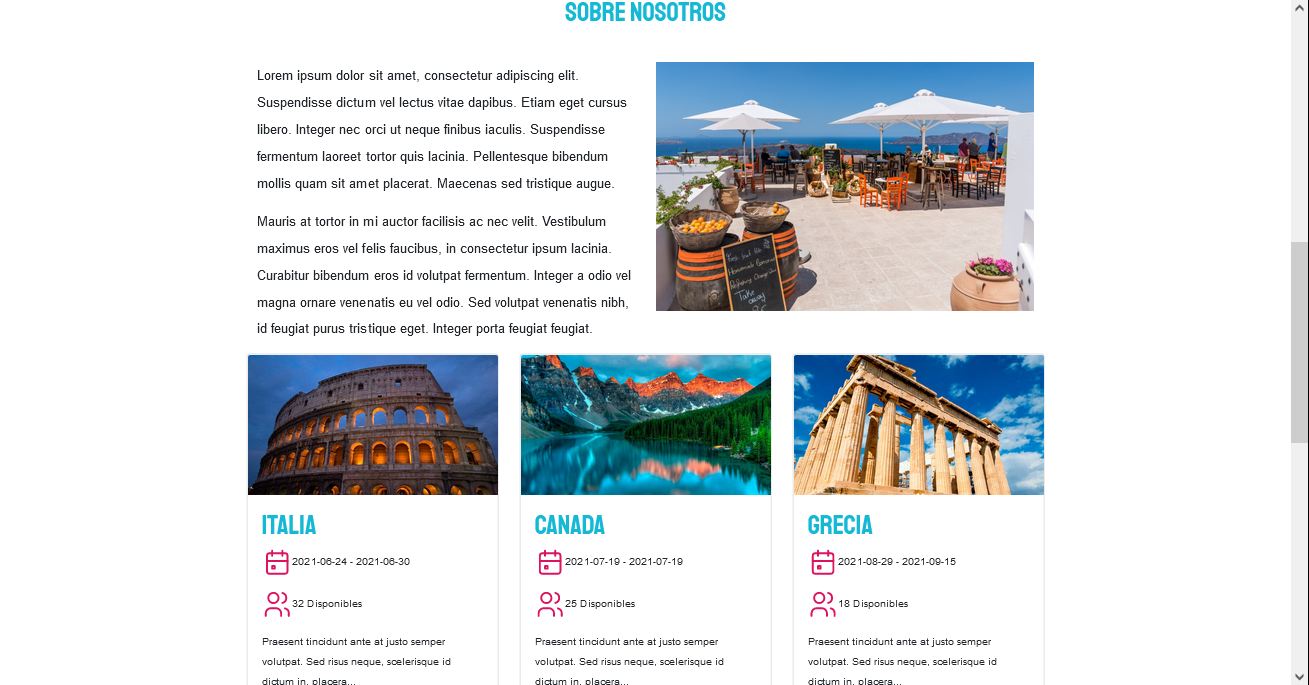 SOBRE NOSOTROS
Lorem ipsum dolor sit amet, consectetur adipiscing elit.
Suspendisse dictum vel lectus vitae dapibus. Etiam eget cursus
libero. Integer nec orci ut neque finibus iaculis. Suspendisse
fermentum laoreet tortor quis lacinia. Pellentesque bibendum
mollis quam sit amet placerat. Maecenas sed tristique augue.
Mauris at tortor in mi auctor facilisis ac nec velit. Vestibulum
maximus eros vel felis faucibus, in consectetur ipsum lacinia.
Curabitur bibendum eros id volutpat fermentum. Integer a odio vel
magna ornare venenatis eu vel odio. Sed volutpat venenatis nibh,
id feugiat purus tristique eget. Integer porta feugiat feugiat.
Homemade
Take
away
ITALIA
2021-06-24 - 2021-06-30
32 Disponibles
Praesent tincidunt ante at justo semper
volutpat. Sed risus neque, scelerisque id
dictum in, placera...
CANADA
2021-07-19 - 2021-07-19
25 Disponibles
Praesent tincidunt ante at justo semper
volutpat. Sed risus neque, scelerisque id
dictum in, placera...
GRECIA
2021-08-29 - 2021-09-15
18 Disponibles
Praesent tincidunt ante at justo semper
volutpat. Sed risus neque, scelerisque id
dictum in, placera...